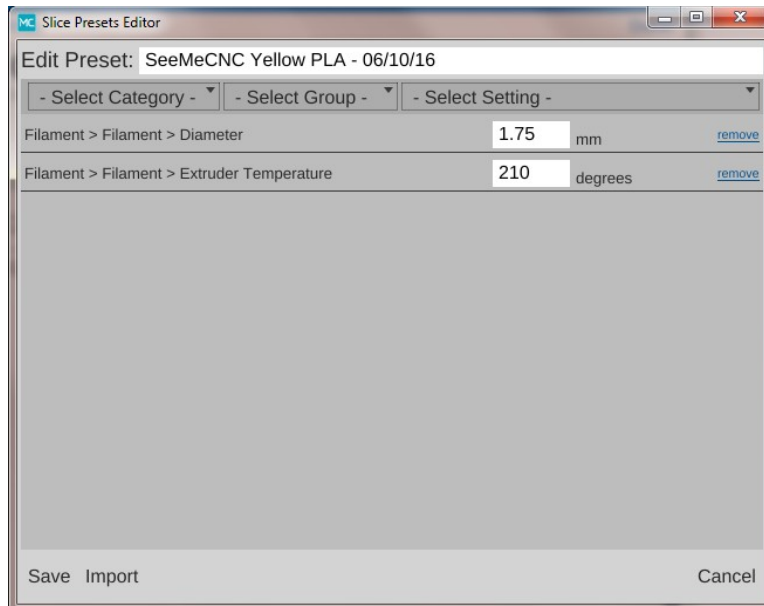 MC Slice Presets Editor
Edit Preset: SeeMeCNC Yellow PLA - 06/10/16
- Select Category - - Select Group - - Select Setting -
Filament > Filament > Diameter 1.75 mm remove
Filament > Filament > Extruder Temperature 210 degrees remove
Save Import Cancel